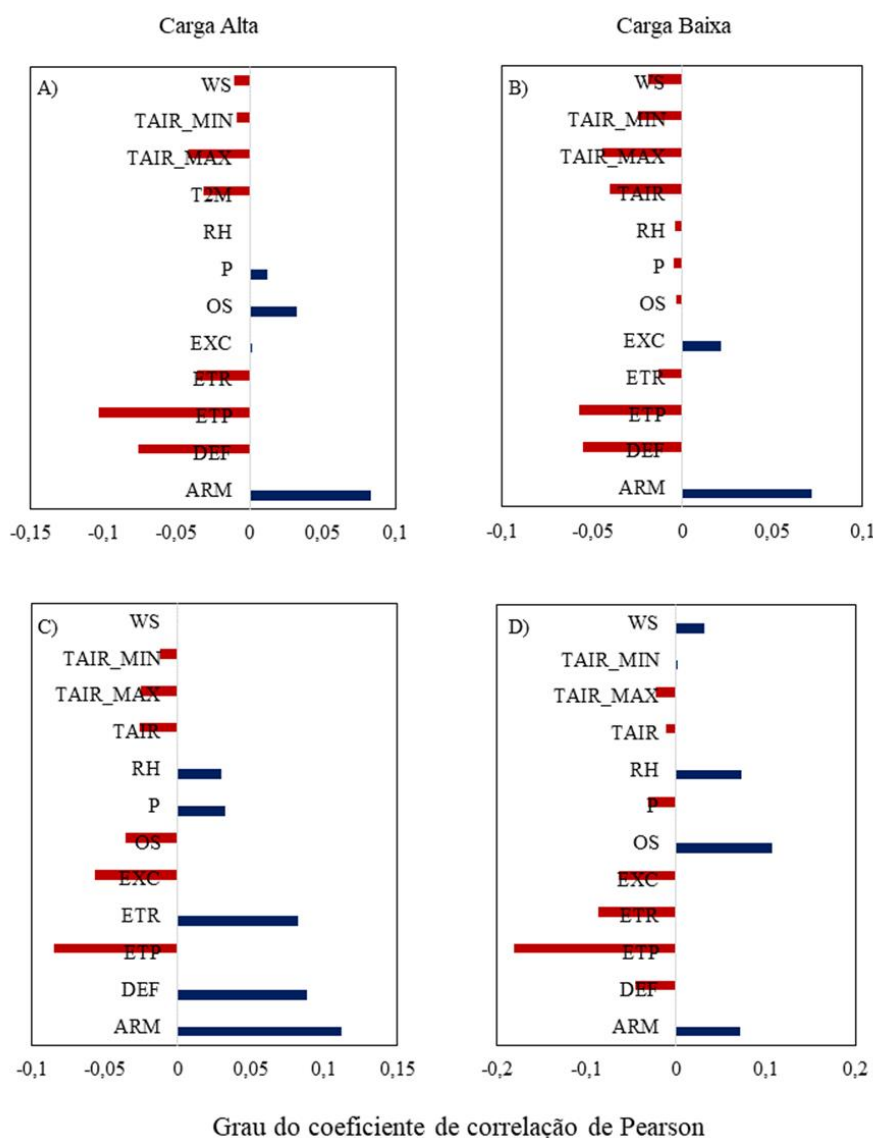 Carga Alta
Carga Baixa
A)
WS
TAIR_MIN
TAIR_MAX
T2M
RH
P
OS
EXC
ETR
ETP
DEF
ARM
-0,15 -0,1 -0,05 0 0,05 0,1
B)
WS
TAIR_MIN
TAIR_MAX
TAIR
RH
P
OS
EXC
ETR
ETP
DEF
ARM
-0,1 -0,05 0 0,05 0,1
C)
WS
TAIR_MIN
TAIR_MAX
TAIR
RH
P
OS
EXC
ETR
ETP
DEF
ARM
-0,1 -0,05 0 0,05 0,1 0,15
D)
WS
TAIR_MIN
TAIR_MAX
TAIR
RH
P
OS
EXC
ETR
ETP
DEF
ARM
-0,2 -0,1 0 0,1 0,2
Grau do coeficiente de correlação de Pearson